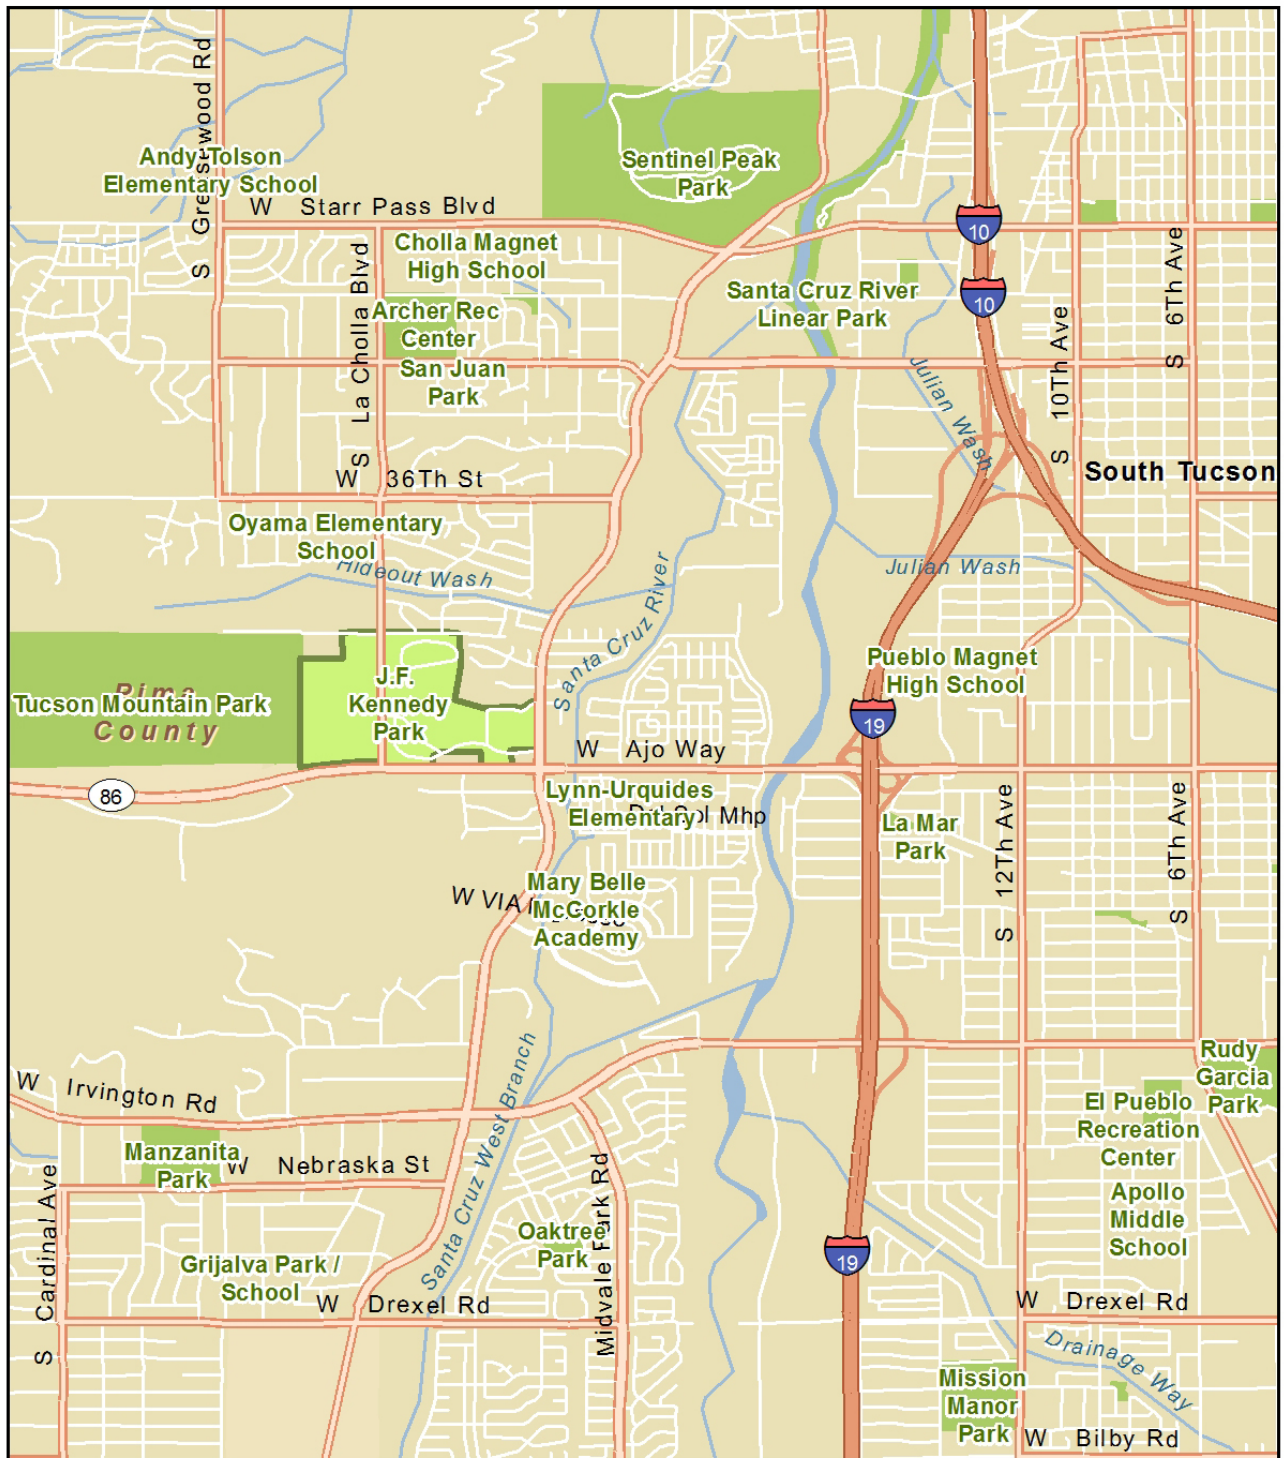 S Greasewood Rd
Andy Tolson
Elementary School
W Starr Pass Blvd
Sentinel Peak
Park
10
Cholla Magnet
High School
S La Cholla Blvd
Archer Rec
Center
San Juan
Park
Santa Cruz River
Linear Park
10
S 10Th Ave
S 6Th Ave
Julian Wash
South Tucson
W 36Th St
Oyama Elementary
School
Hideout Wash
Santa Cruz River
Julian Wash
Pueblo Magnet
High School
Pima
County
Tucson Mountain Park
J.F.
Kennedy
Park
19
W Ajo Way
86
Lynn-Urquides
Elementary
Mhp
La Mar
Park
S 12Th Ave
S 6Th Ave
W VIA
Mary Belle
McCorkle
Academy
W Irvington Rd
Santa Cruz West Branch
Rudy
Garcia
Park
El Pueblo
Recreation
Center
Manzanita
Park
W Nebraska St
S Cardinal Ave
Apollo
Middle
School
Oaktree
Park
Midvale Park Rd
Grijalva Park /
School
19
W Drexel Rd
W Drexel Rd
Drainage Way
Mission
Manor
Park
W Bilby Rd